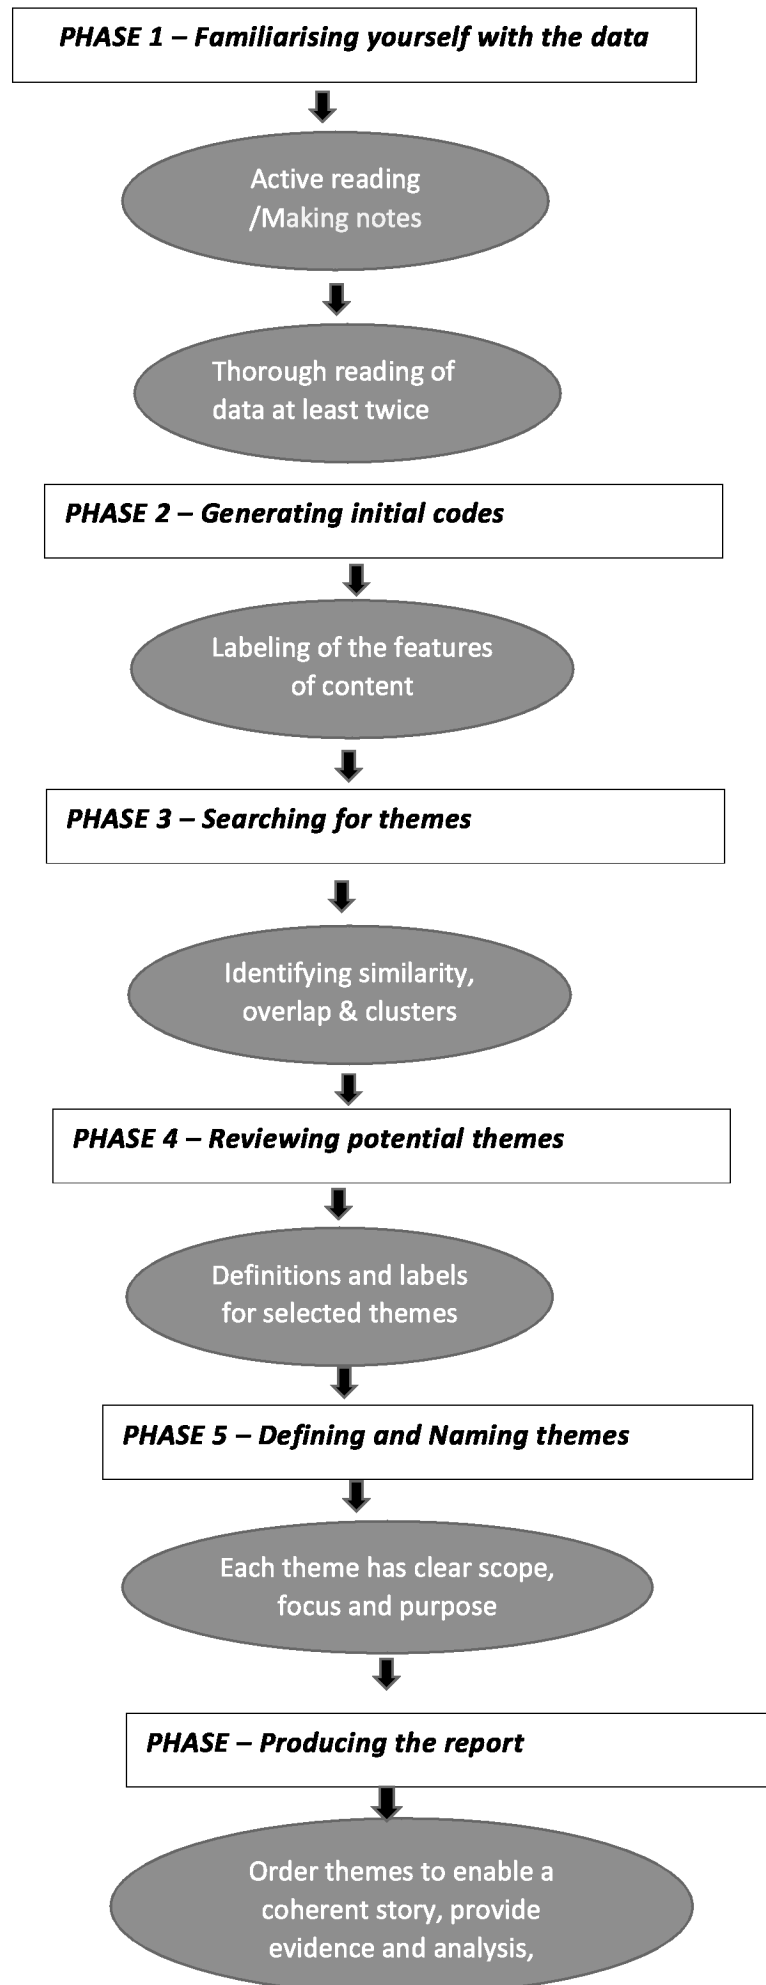 PHASE 1 – Familiarising yourself with the data
Active reading
/Making notes
Thorough reading of
data at least twice
PHASE 2 – Generating initial codes
Labeling of the features
of content
PHASE 3 – Searching for themes
Identifying similarity,
overlap & clusters
PHASE 4 – Reviewing potential themes
Definitions and labels
for selected themes
PHASE 5 – Defining and Naming themes
Each theme has clear scope,
focus and purpose
PHASE – Producing the report
Order themes to enable a
coherent story, provide
evidence and analysis,